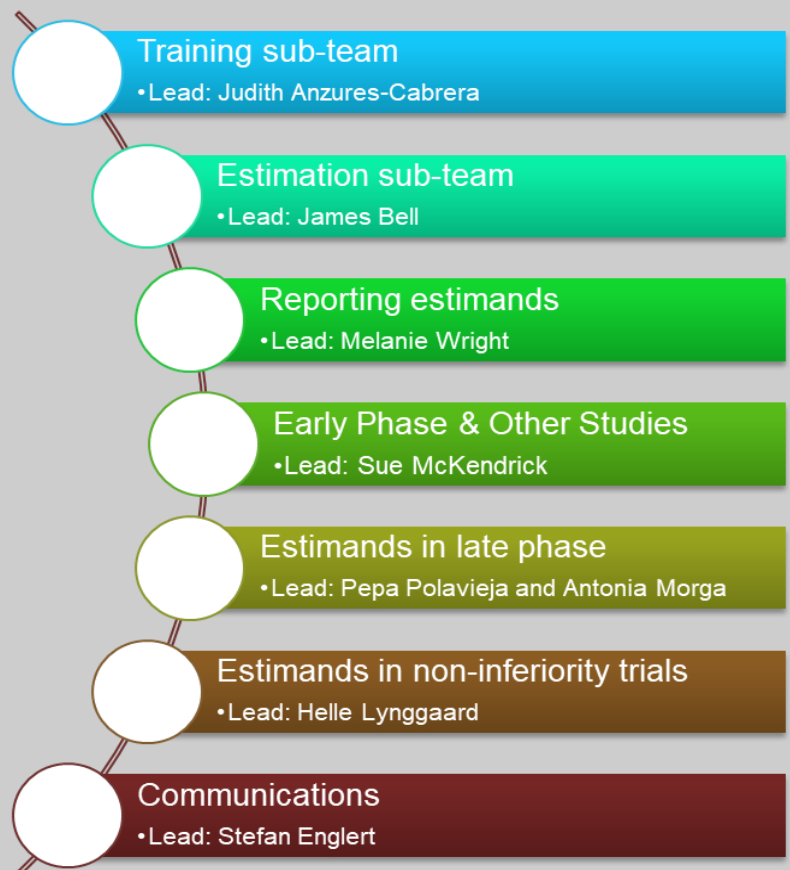 Training sub-team
•Lead: Judith Anzures-Cabrera
Estimation sub-team
•Lead: James Bell
Reporting estimands
•Lead: Melanie Wright
Early Phase & Other Studies
•Lead: Sue McKendrick
Estimands in late phase
•Lead: Pepa Polavieja and Antonia Morga
Estimands in non-inferiority trials
•Lead: Helle Lynggaard
Communications
•Lead: Stefan Englert